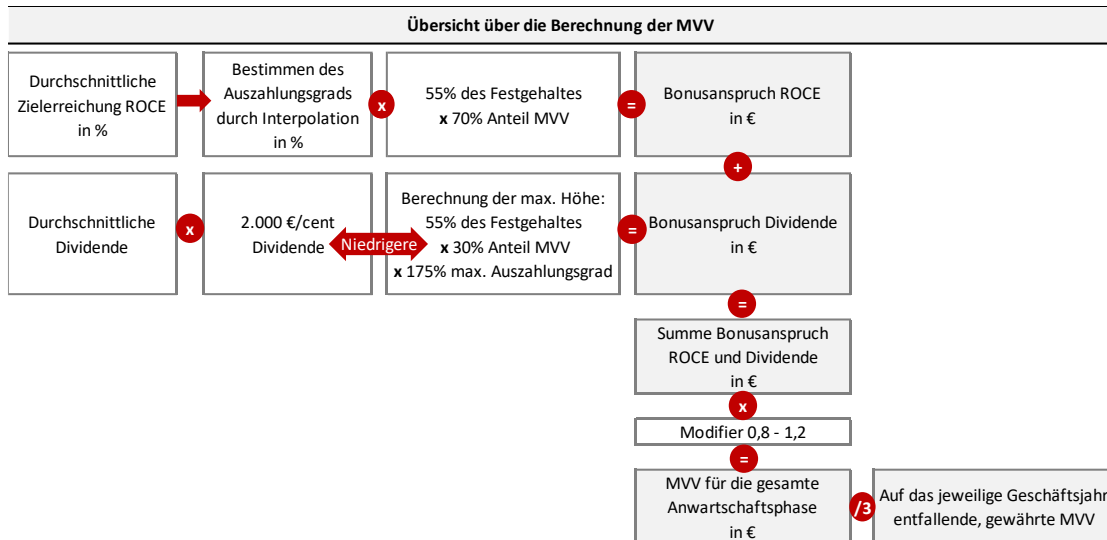 Übersicht über die Berechnung der MVV
Durchschnittliche
Zielerreichung ROCE
in %
Bestimmen des
Auszahlungsgrads
durch Interpolation
in %
x
55% des Festgehaltes
x 70% Anteil MVV
=
Bonusanspruch ROCE
in €
+
Durchschnittliche
Dividende
x
2.000 €/cent
Dividende
Niedrigere
Berechnung der max. Höhe:
55% des Festgehaltes
x 30% Anteil MVV
x 175% max. Auszahlungsgrad
=
Bonusanspruch Dividende
in €
=
Summe Bonusanspruch
ROCE und Dividende
in €
x
Modifier 0,8 - 1,2
=
MVV für die gesamte
Anwartschaftsphase
in €
/3
Auf das jeweilige Geschäftsjahr
entfallende, gewährte MVV